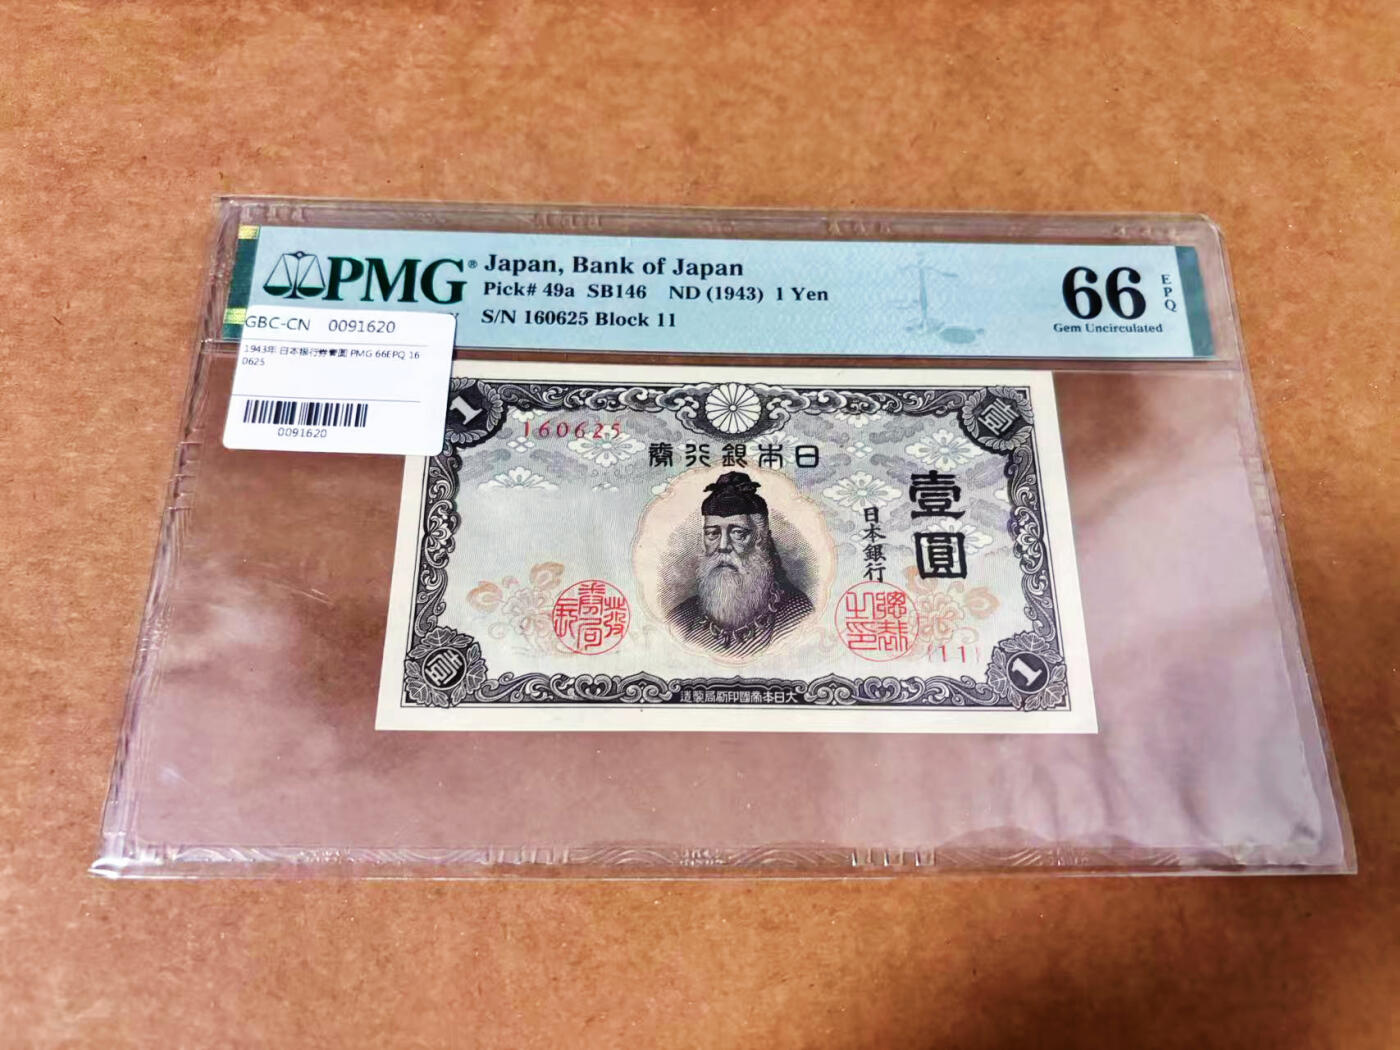 PMG®
Japan, Bank of Japan
Pick# 49a SB146 ND (1943) 1 Yen
S/N 160625 Block 11
66
EPQ
Gem Uncirculated
GBC-CN 0091620
1943年 日本银行券壹圆 PMG 66EPQ 16
0625
0091620
1
壹
160625
券行銀本日
壹圓
日本銀行
{11}
壹
1
造製局刷印國帝本日大